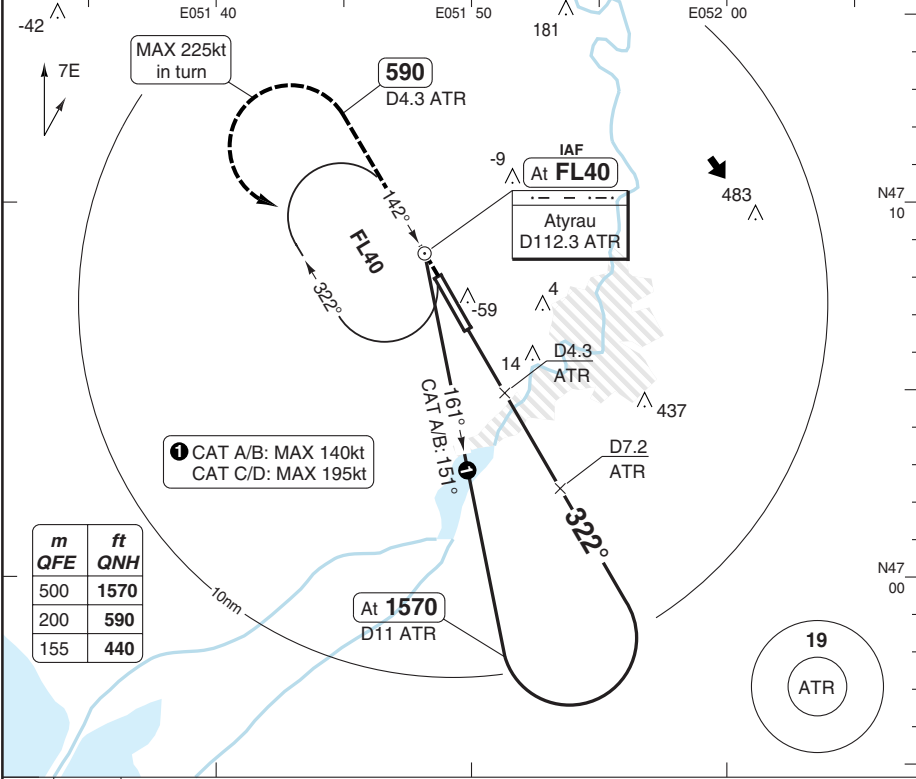 E051 40
E051 50
E052 00
-42
181
7E
MAX 225kt
in turn
590
D4.3 ATR
-9
IAF
At FL40
Atyrau
D112.3 ATR
483
N47
10
142°
FL40
322°
-59
4
14
D4.3
ATR
437
161°
CAT A/B: 151°
1 CAT A/B: MAX 140kt
CAT C/D: MAX 195kt
1
D7.2
ATR
322°
m ft
QFE QNH
500 1570
200 590
155 440
N47
00
10nm
At 1570
D11 ATR
19
ATR